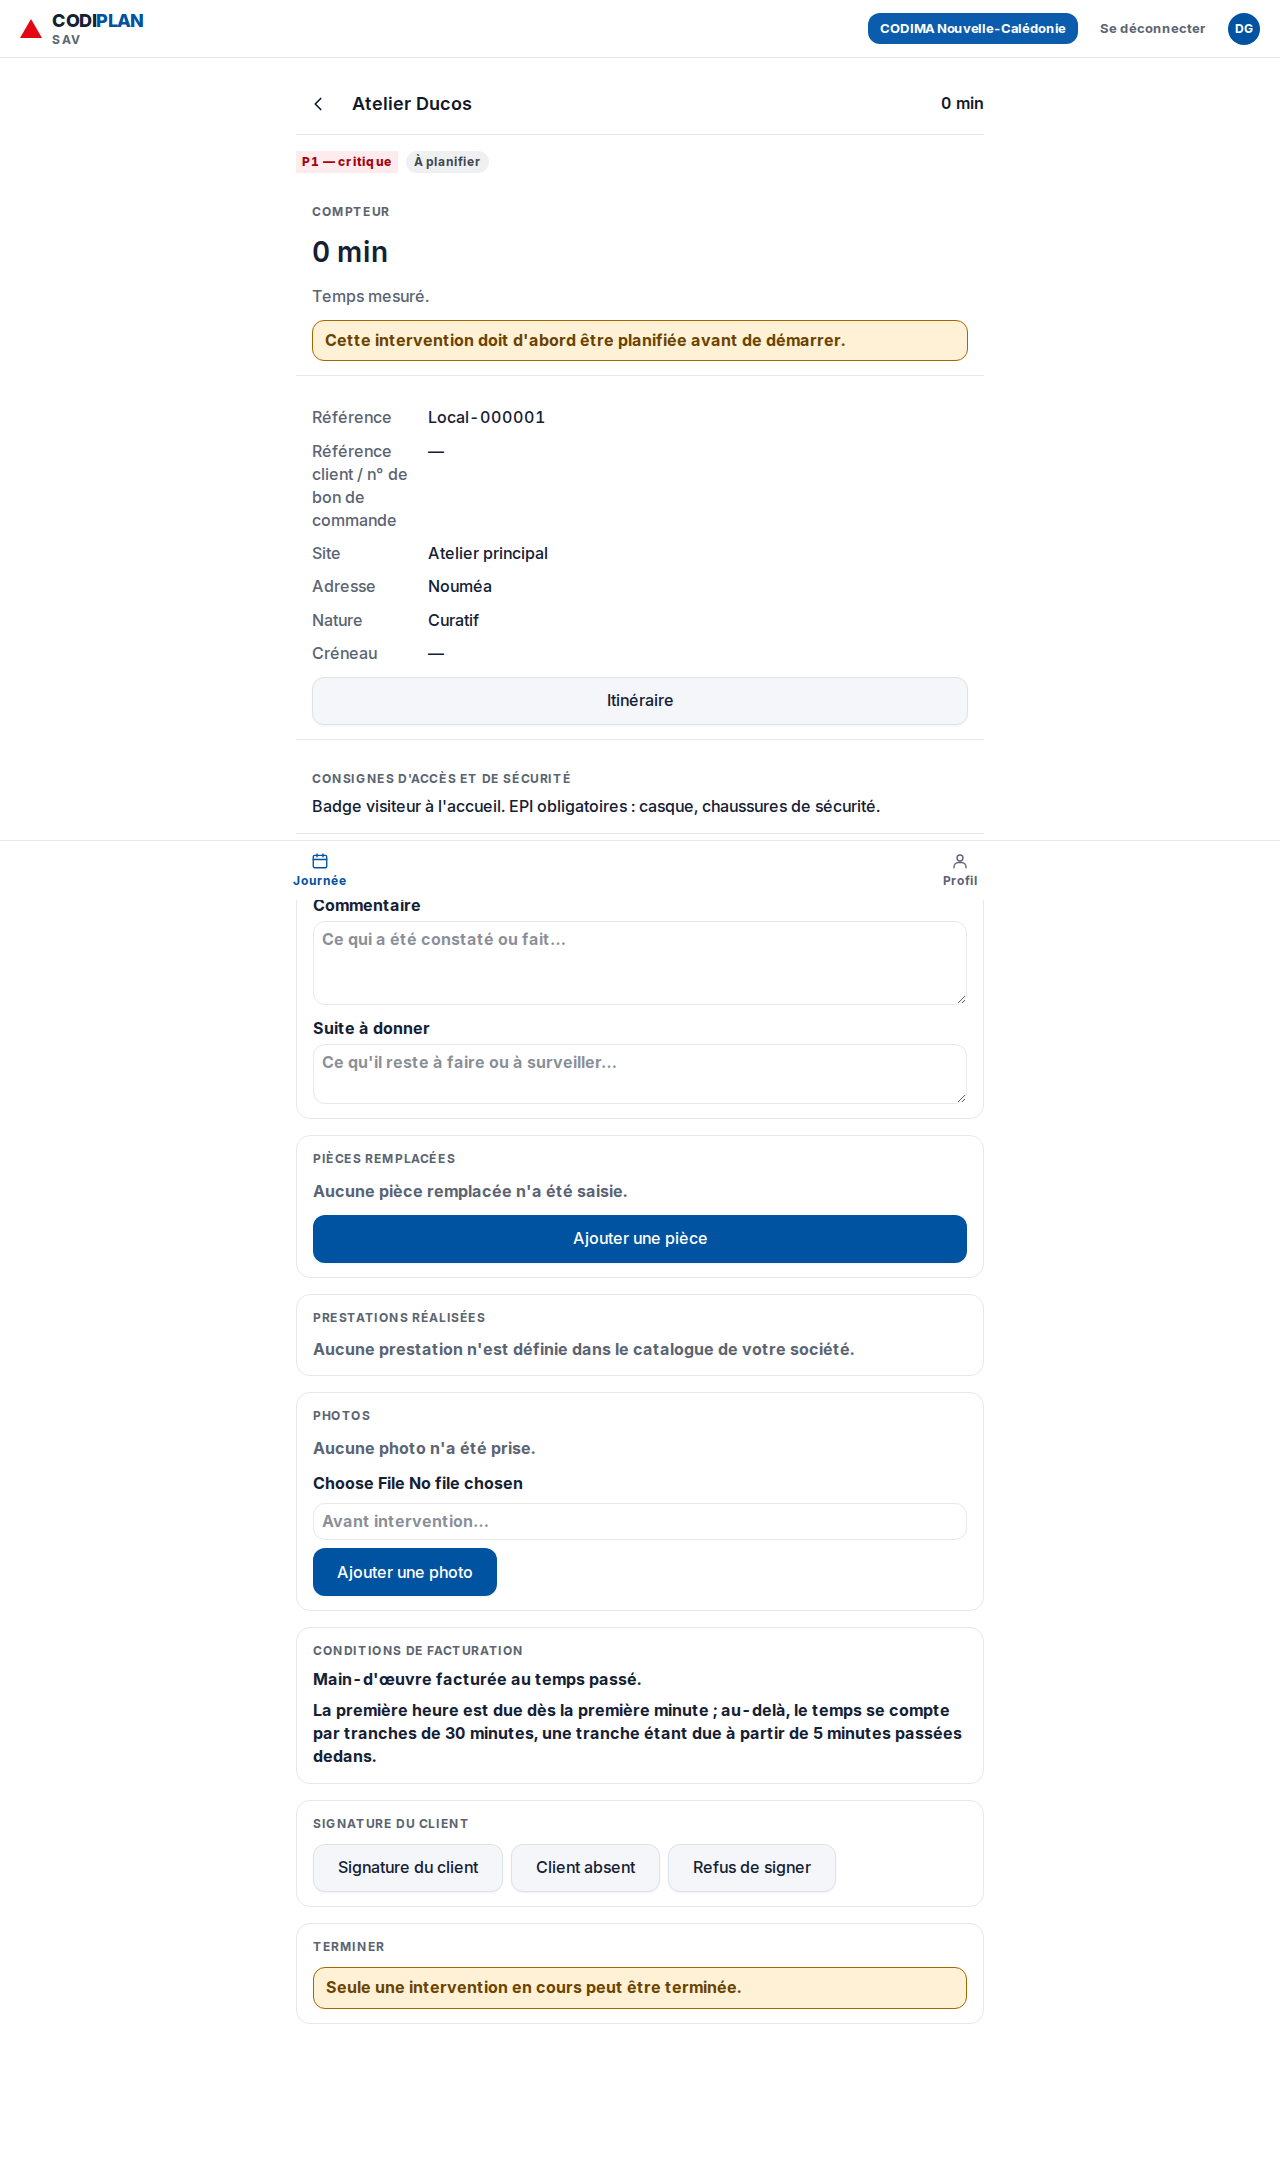 CODIPLAN
SAV
CODIMA Nouvelle-Calédonie
Se déconnecter
DG
Atelier Ducos
0 min
P1 — critique
À planifier
COMPTEUR
0 min
Temps mesuré.
Cette intervention doit d'abord être planifiée avant de démarrer.
Référence
Local-000001
Référence
client / n° de
bon de
commande
—
Site
Atelier principal
Adresse
Nouméa
Nature
Curatif
Créneau
—
Itinéraire
CONSIGNES D'ACCÈS ET DE SÉCURITÉ
Badge visiteur à l'accueil. EPI obligatoires : casque, chaussures de sécurité.
Journée
Profil
Commentaire
Ce qui a été constaté ou fait…
Suite à donner
Ce qu'il reste à faire ou à surveiller…
PIÈCES REMPLACÉES
Aucune pièce remplacée n'a été saisie.
Ajouter une pièce
PRESTATIONS RÉALISÉES
Aucune prestation n'est définie dans le catalogue de votre société.
PHOTOS
Aucune photo n'a été prise.
Choose File No file chosen
Avant intervention…
Ajouter une photo
CONDITIONS DE FACTURATION
Main-d'œuvre facturée au temps passé.
La première heure est due dès la première minute ; au-delà, le temps se compte
par tranches de 30 minutes, une tranche étant due à partir de 5 minutes passées
dedans.
SIGNATURE DU CLIENT
Signature du client
Client absent
Refus de signer
TERMINER
Seule une intervention en cours peut être terminée.